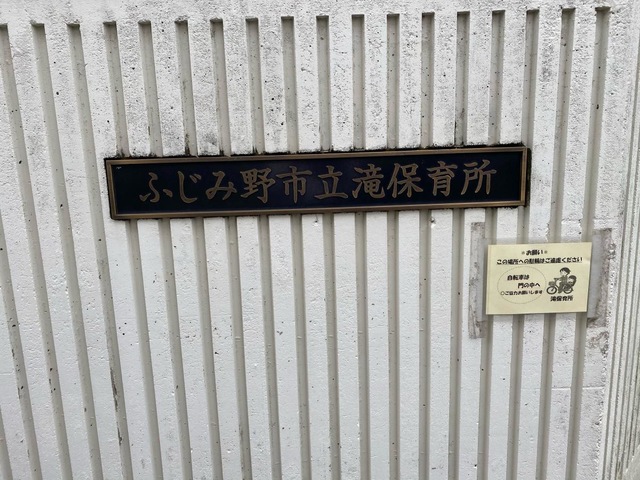 ふじみ野市立滝保育所
*お願い*
この場所への駐輪はご遠慮ください
自転車は
門の中へ
○ご協力お願いします
滝保育所